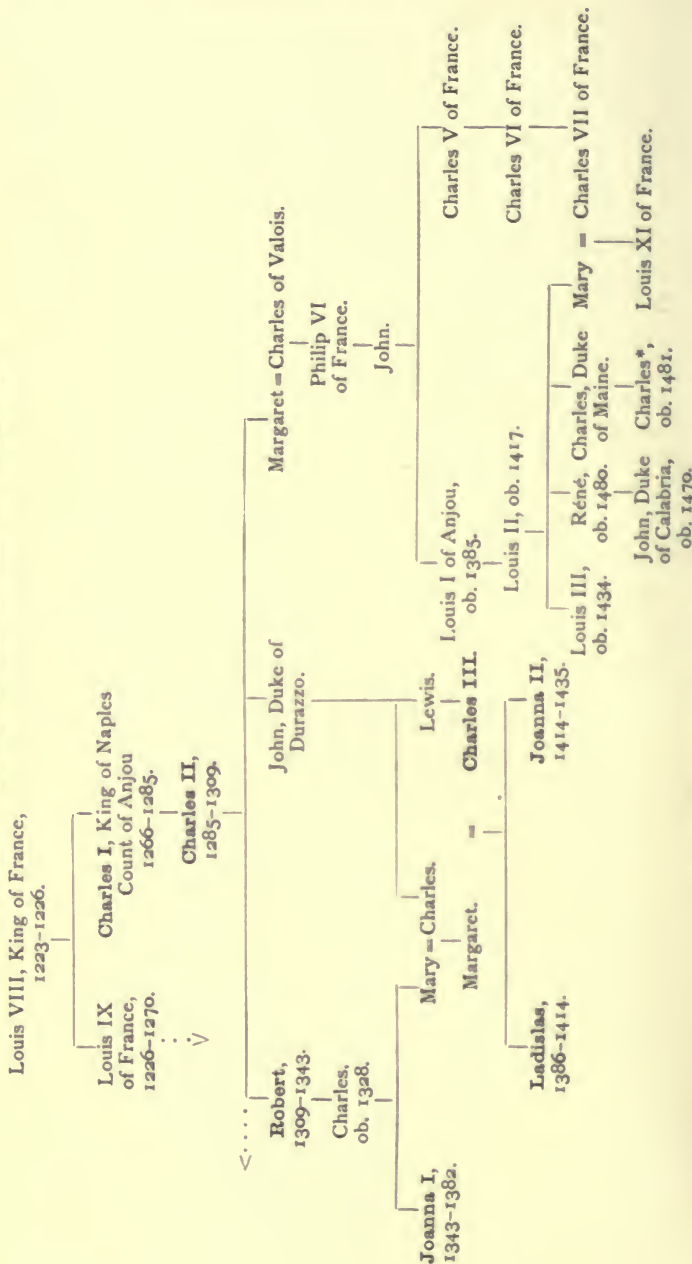 Louis VIII, King of France,
1223–1226.
Louis IX
of France,
1226–1270.
Charles I, King of Naples
Count of Anjou
1266–1285.
Charles II,
1285–1309.
Robert,
1309–1343.
Charles,
ob. 1328.
John, Duke of
Durazzo.
Margaret = Charles of Valois.
Philip VI
of France.
John.
Joanna I,
1343–1382.
Mary = Charles.
Margaret.
=
Lewis.
Charles III.
Louis I of Anjou,
ob. 1385.
Louis II, ob. 1417.
Charles V of France.
Charles VI of France.
Ladislas,
1386–1414.
Joanna II,
1414–1435.
Louis III,
ob. 1434.
Réné,
ob. 1480.
Charles, Duke
of Maine.
Mary = Charles VII of France.
John, Duke
of Calabria,
ob. 1470.
Charles*,
ob. 1481.
Louis XI of France.